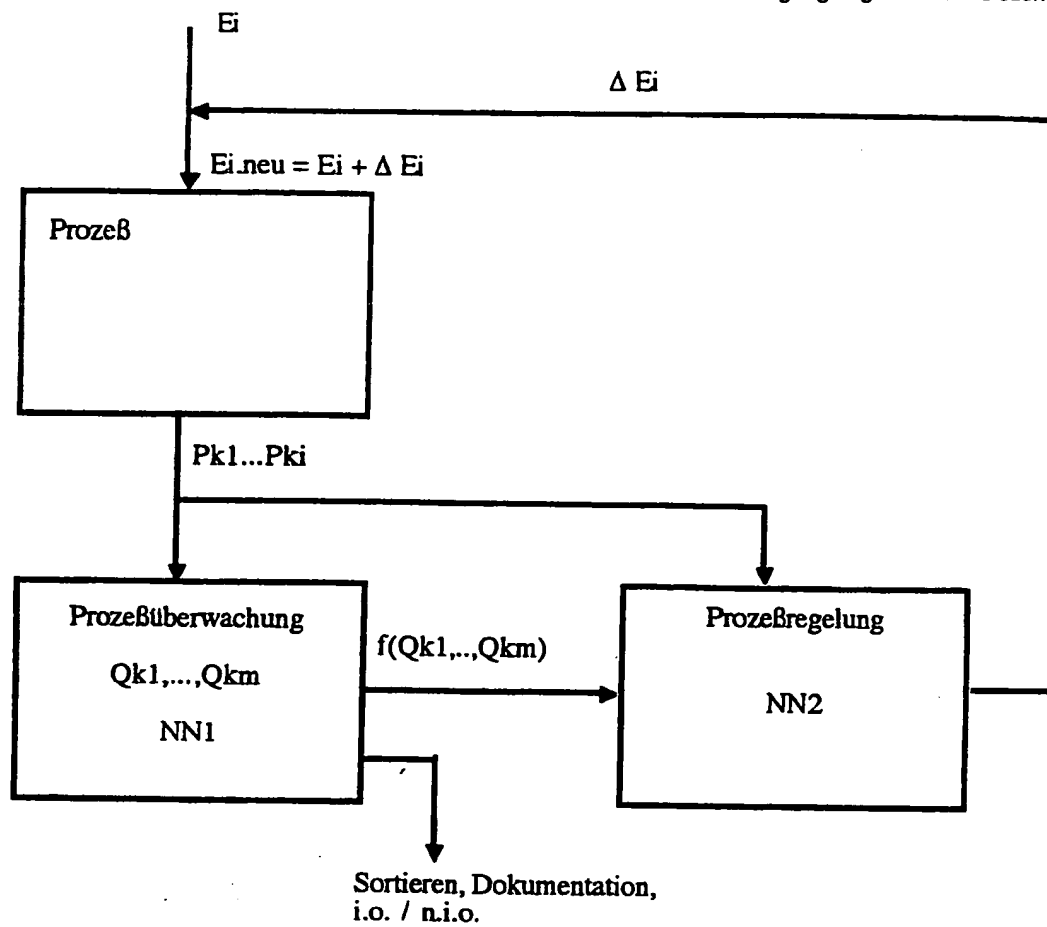 Ei
Δ Ei
Ei.neu = Ei + Δ Ei
Prozeß
Pk1...Pki
Prozeßüberwachung
Qk1,...,Qkm
NN1
f(Qk1,..,Qkm)
Prozeßregelung
NN2
Sortieren, Dokumentation,
i.o. / n.i.o.